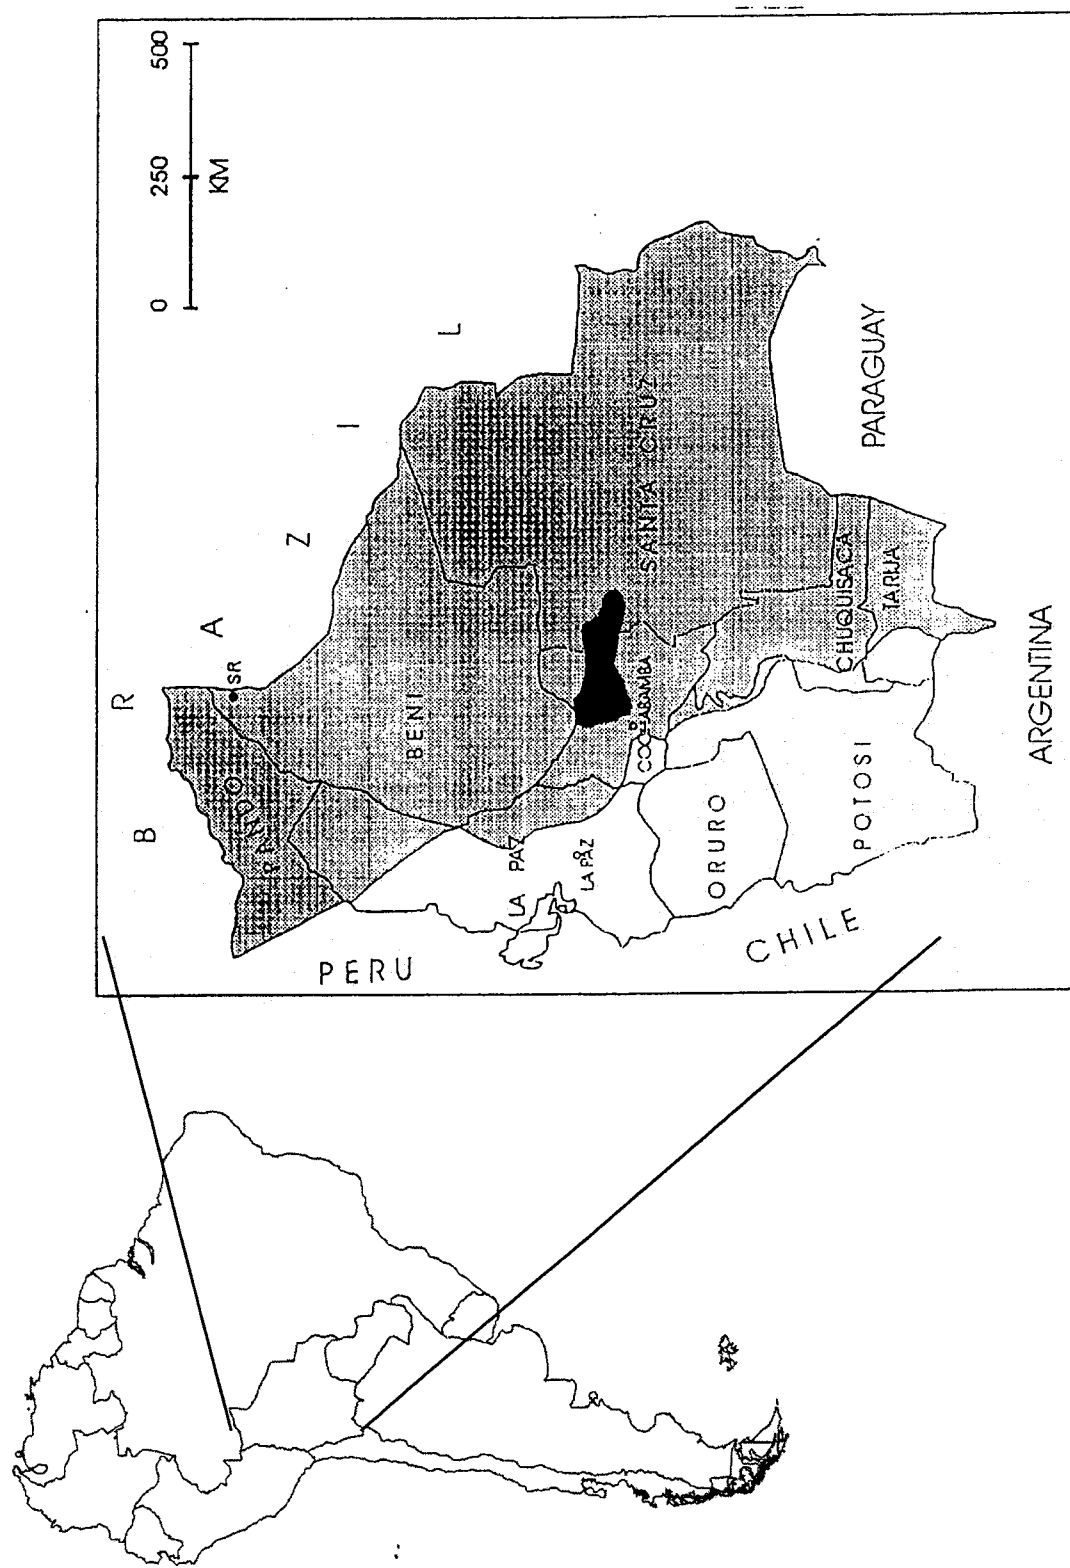 0 250 500
KM
B R A Z I L
SR
PANDO
BENI
PERU
LA PAZ
LA PAZ
SANTA CRUZ
ORURO
CHUQUISACA
TARIJA
POTOSI
CHILE
PARAGUAY
ARGENTINA